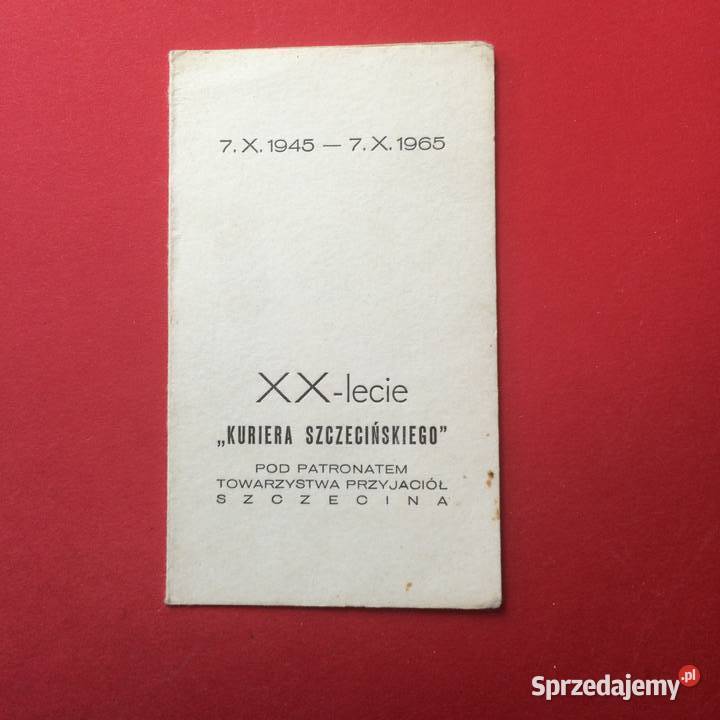 7. X. 1945 — 7. X. 1965
XX-lecie
„KURIERA SZCZECIŃSKIEGO”
POD PATRONATEM
TOWARZYSTWA PRZYJACIÓŁ
SZCZECINA
Sprzedajemy.pl